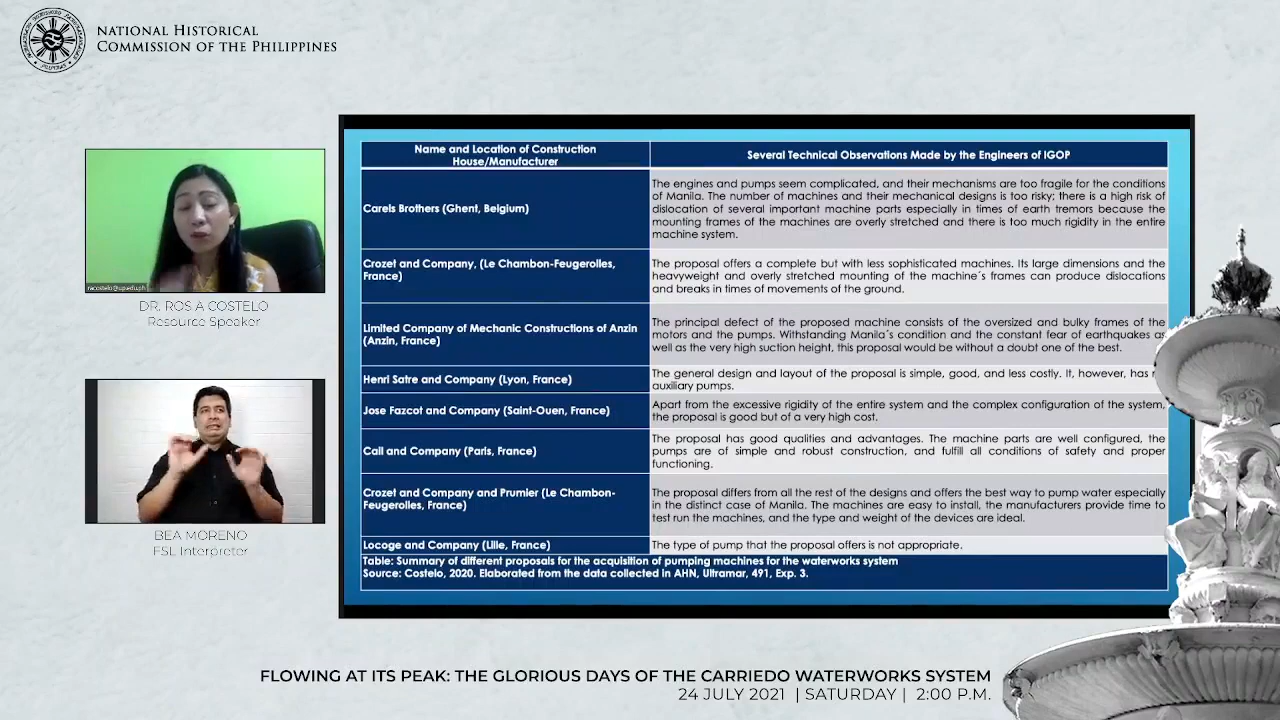 NATIONAL HISTORICAL
COMMISSION OF THE PHILIPPINES
racostelo@up.edu.ph
DR. ROS A COSTELO
Resource Speaker
BEA MORENO
FSL Interpreter
Name and Location of Construction
House/Manufacturer
Several Technical Observations Made by the Engineers of IGOP
Carels Brothers (Ghent, Belgium)
The engines and pumps seem complicated, and their mechanisms are too fragile for the conditions
of Manila. The number of machines and their mechanical designs is too risky; there is a high risk of
dislocation of several important machine parts especially in times of earth tremors because the
mounting frames of the machines are overly stretched and there is too much rigidity in the entire
machine system.
Crozet and Company, (Le Chambon-Feugerolles,
France)
The proposal offers a complete but with less sophisticated machines. Its large dimensions and the
heavyweight and overly stretched mounting of the machine´s frames can produce dislocations
and breaks in times of movements of the ground.
Limited Company of Mechanic Constructions of Anzin
(Anzin, France)
The principal defect of the proposed machine consists of the oversized and bulky frames of the
motors and the pumps. Withstanding Manila´s condition and the constant fear of earthquakes as
well as the very high suction height, this proposal would be without a doubt one of the best.
Henri Satre and Company (Lyon, France)
The general design and layout of the proposal is simple, good, and less costly. It, however, has
auxiliary pumps.
Jose Fazcot and Company (Saint-Ouen, France)
Apart from the excessive rigidity of the entire system and the complex configuration of the system,
the proposal is good but of a very high cost.
Cail and Company (Paris, France)
The proposal has good qualities and advantages. The machine parts are well configured, the
pumps are of simple and robust construction, and fulfill all conditions of safety and proper
functioning.
Crozet and Company and Prumier (Le Chambon-
Feugerolles, France)
The proposal differs from all the rest of the designs and offers the best way to pump water especially
in the distinct case of Manila. The machines are easy to install, the manufacturers provide time to
test run the machines, and the type and weight of the devices are ideal.
Locoge and Company (Lille, France)
The type of pump that the proposal offers is not appropriate.
Table: Summary of different proposals for the acquisition of pumping machines for the waterworks system
Source: Costelo, 2020. Elaborated from the data collected in AHN, Ultramar, 491, Exp. 3.
FLOWING AT ITS PEAK: THE GLORIOUS DAYS OF THE CARRIEDO WATERWORKS SYSTEM
24 JULY 2021 | SATURDAY | 2:00 P.M.